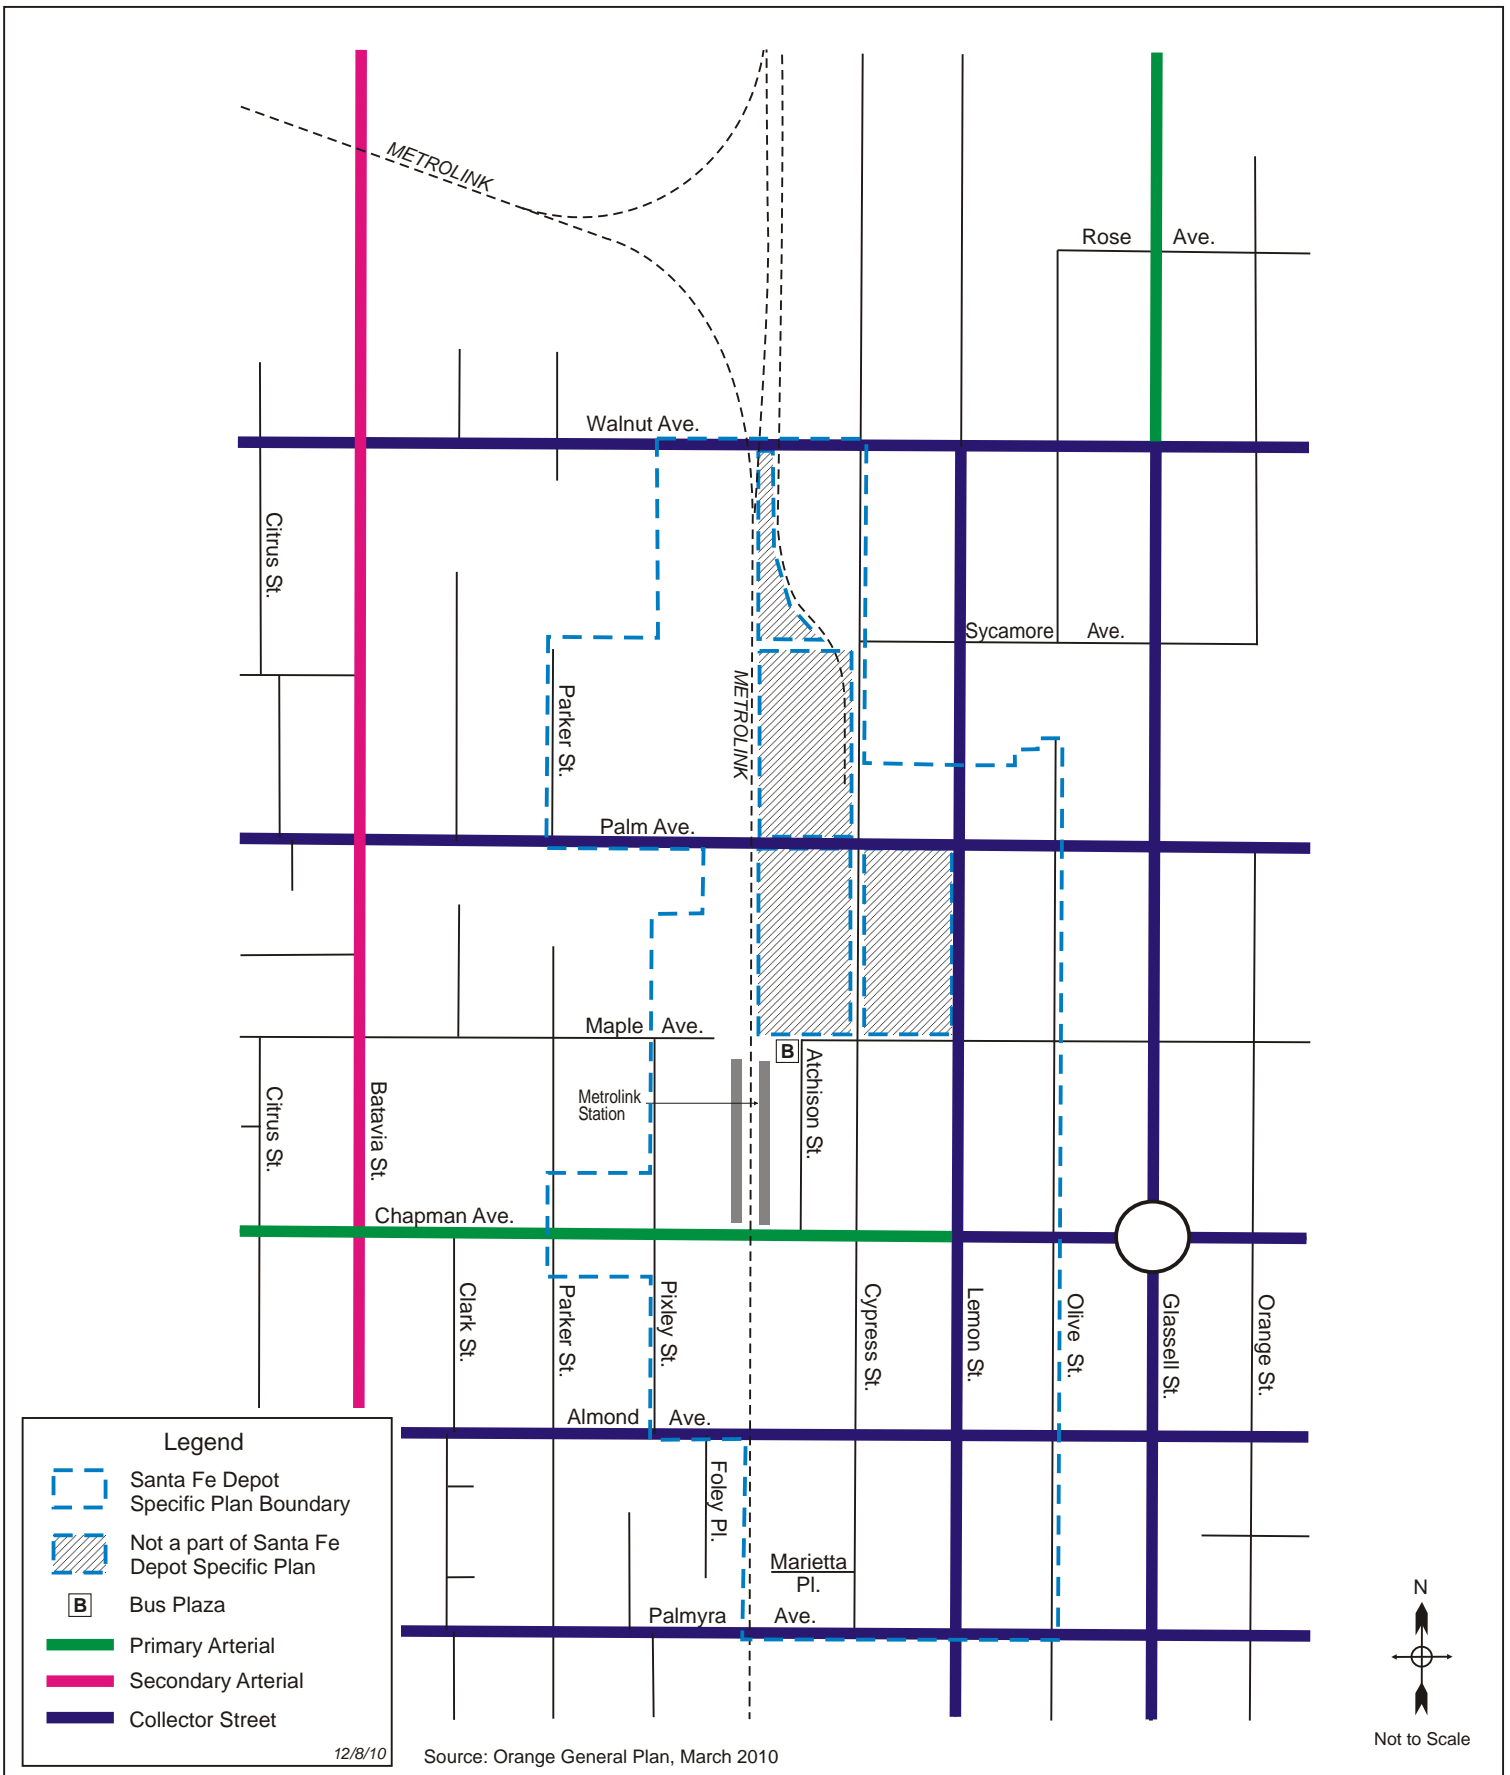 METROLINK
Rose Ave.
Walnut Ave.
Citrus St.
Sycamore Ave.
Parker St.
METROLINK
Palm Ave.
Maple Ave.
B
Atchison St.
Metrolink
Station
Citrus St.
Batavia St.
Chapman Ave.
Clark St.
Parker St.
Pixley St.
Cypress St.
Lemon St.
Olive St.
Glassell St.
Orange St.
Almond Ave.
Foley Pl.
Marietta
Pl.
Palmyra Ave.
Legend
Santa Fe Depot
Specific Plan Boundary
Not a part of Santa Fe
Depot Specific Plan
B Bus Plaza
Primary Arterial
Secondary Arterial
Collector Street
12/8/10
Source: Orange General Plan, March 2010
N
Not to Scale